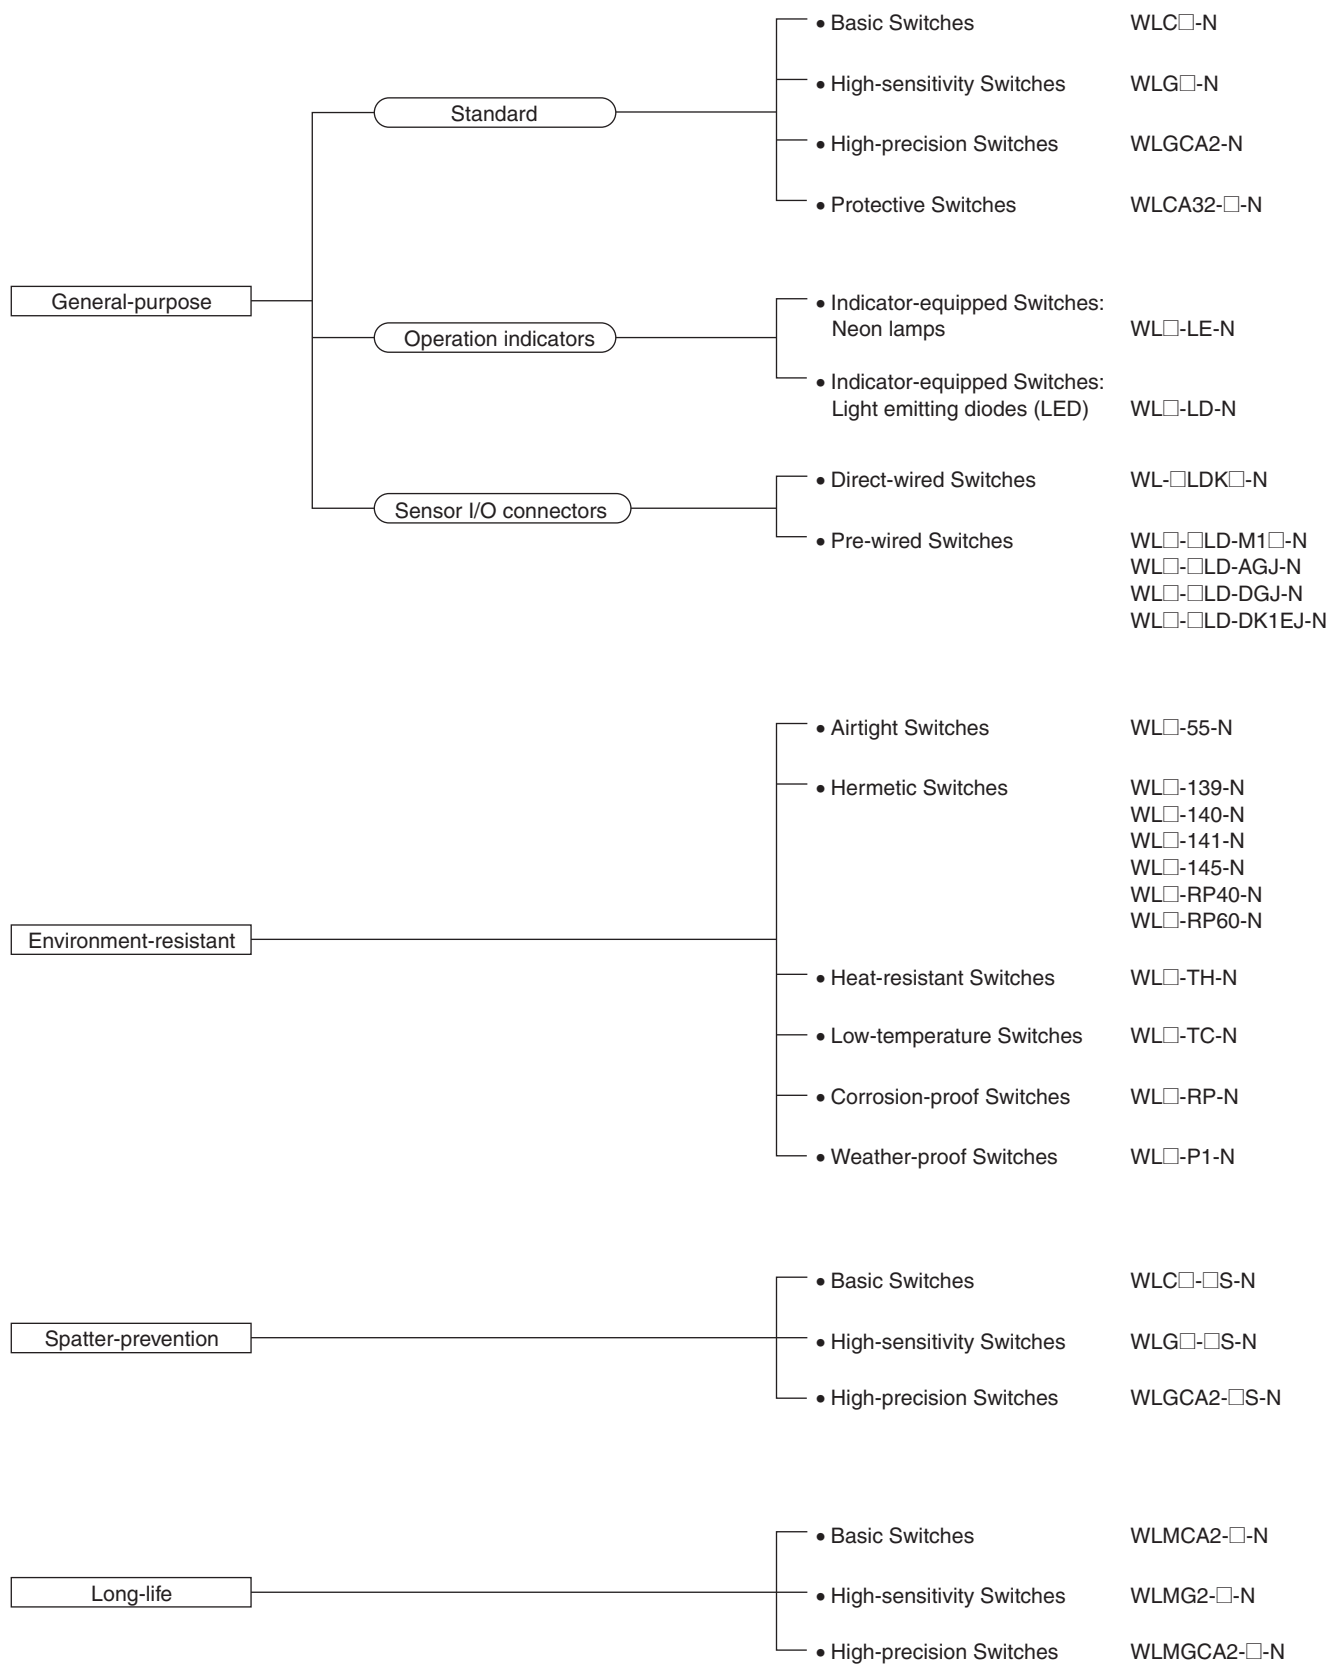 General-purpose
Standard
• Basic Switches WLC□-N
• High-sensitivity Switches WLG□-N
• High-precision Switches WLGCA2-N
• Protective Switches WLCA32-□-N
Operation indicators
• Indicator-equipped Switches:
Neon lamps WL□-LE-N
• Indicator-equipped Switches:
Light emitting diodes (LED) WL□-LD-N
Sensor I/O connectors
• Direct-wired Switches WL-□LDK□-N
• Pre-wired Switches WL□-□LD-M1□-N
WL□-□LD-AGJ-N
WL□-□LD-DGJ-N
WL□-□LD-DK1EJ-N
Environment-resistant
• Airtight Switches WL□-55-N
• Hermetic Switches WL□-139-N
WL□-140-N
WL□-141-N
WL□-145-N
WL□-RP40-N
WL□-RP60-N
• Heat-resistant Switches WL□-TH-N
• Low-temperature Switches WL□-TC-N
• Corrosion-proof Switches WL□-RP-N
• Weather-proof Switches WL□-P1-N
Spatter-prevention
• Basic Switches WLC□-□S-N
• High-sensitivity Switches WLG□-□S-N
• High-precision Switches WLGCA2-□S-N
Long-life
• Basic Switches WLMCA2-□-N
• High-sensitivity Switches WLMG2-□-N
• High-precision Switches WLMGCA2-□-N